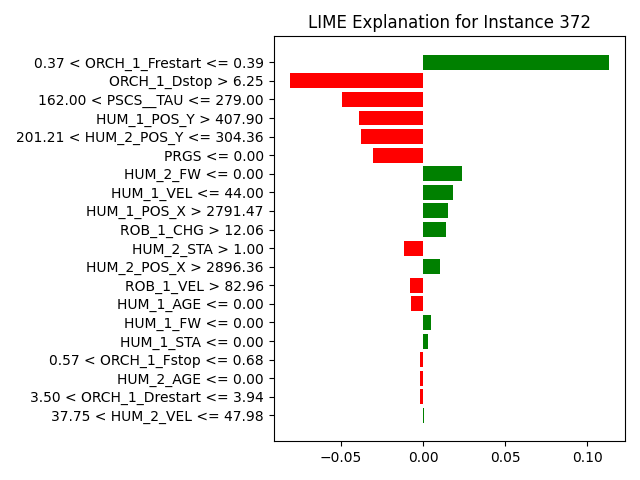 LIME Explanation for Instance 372
0.37 < ORCH_1_Frestart <= 0.39
ORCH_1_Dstop > 6.25
162.00 < PSCS__TAU <= 279.00
HUM_1_POS_Y > 407.90
201.21 < HUM_2_POS_Y <= 304.36
PRGS <= 0.00
HUM_2_FW <= 0.00
HUM_1_VEL <= 44.00
HUM_1_POS_X > 2791.47
ROB_1_CHG > 12.06
HUM_2_STA > 1.00
HUM_2_POS_X > 2896.36
ROB_1_VEL > 82.96
HUM_1_AGE <= 0.00
HUM_1_FW <= 0.00
HUM_1_STA <= 0.00
0.57 < ORCH_1_Fstop <= 0.68
HUM_2_AGE <= 0.00
3.50 < ORCH_1_Drestart <= 3.94
37.75 < HUM_2_VEL <= 47.98
−0.05 0.00 0.05 0.10